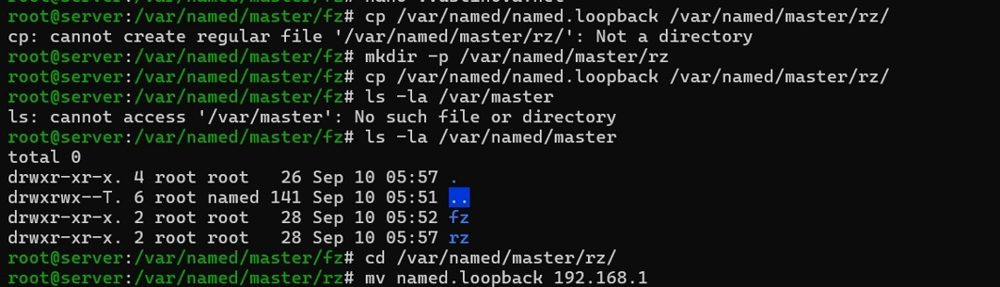 root@server:/var/named/master/fz# cp /var/named/named.loopback /var/named/master/rz/
cp: cannot create regular file '/var/named/master/rz/': Not a directory
root@server:/var/named/master/fz# mkdir -p /var/named/master/rz
root@server:/var/named/master/fz# cp /var/named/named.loopback /var/named/master/rz/
root@server:/var/named/master/fz# ls -la /var/master
ls: cannot access '/var/master': No such file or directory
root@server:/var/named/master/fz# ls -la /var/named/master
total 0
drwxr-xr-x. 4 root root   26 Sep 10 05:57 .
drwxrwx--T. 6 root named 141 Sep 10 05:51 ..
drwxr-xr-x. 2 root root   28 Sep 10 05:52 fz
drwxr-xr-x. 2 root root   28 Sep 10 05:57 rz
root@server:/var/named/master/fz# cd /var/named/master/rz/
root@server:/var/named/master/rz# mv named.loopback 192.168.1